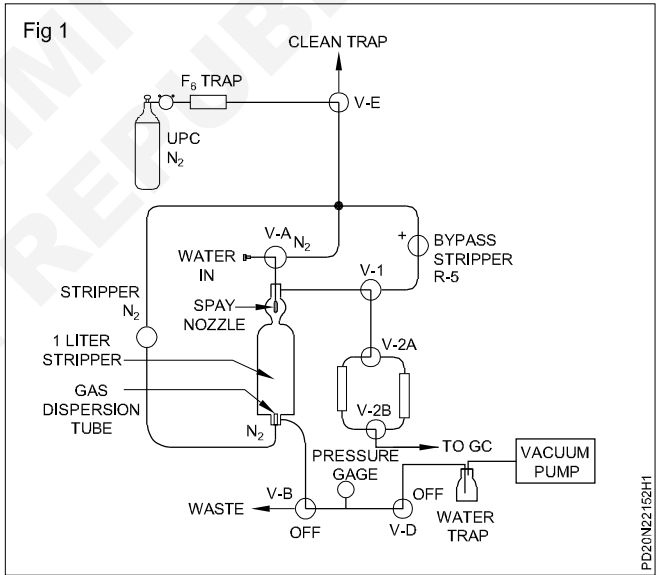 Fig 1
CLEAN TRAP
F₆ TRAP
V-E
UPC
N₂
V-A
N₂
WATER
IN
+
BYPASS
STRIPPER
R-5
V-1
STRIPPER
N₂
SPAY
NOZZLE
1 LITER
STRIPPER
V-2A
GAS
DISPERSION
TUBE
N₂
V-2B
TO GC
PRESSURE
GAGE
VACUUM
PUMP
WASTE
V-B
OFF
OFF
V-D
WATER
TRAP
PD20N22152H1